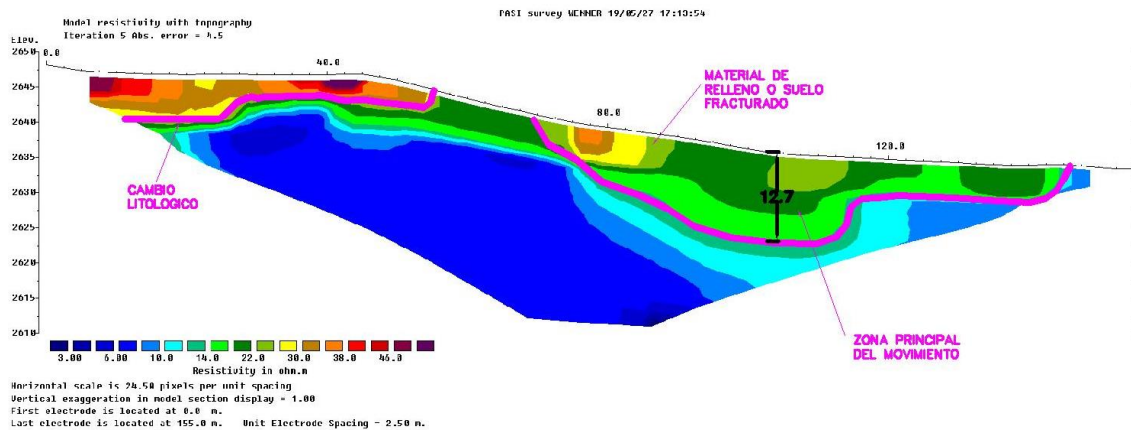 PASI survey WENNER 19/05/27 17:13:54
Model resistivity with topography
Iteration 5 Abs. error = 4.5
Elev.
2650
0.0
2645
40.0
MATERIAL DE
RELLENO O SUELO
FRACTURADO
80.0
2640
2635
120.0
CAMBIO
LITOLOGICO
2630
12.7
2625
2620
2615
2610
ZONA PRINCIPAL
DEL MOVIMIENTO
3.00 6.00 10.0 14.0 22.0 30.0 38.0 46.0
Resistivity in ohm.m
Horizontal scale is 24.50 pixels per unit spacing
Vertical exaggeration in model section display = 1.00
First electrode is located at 0.0 m.
Last electrode is located at 155.0 m. Unit Electrode Spacing = 2.50 m.